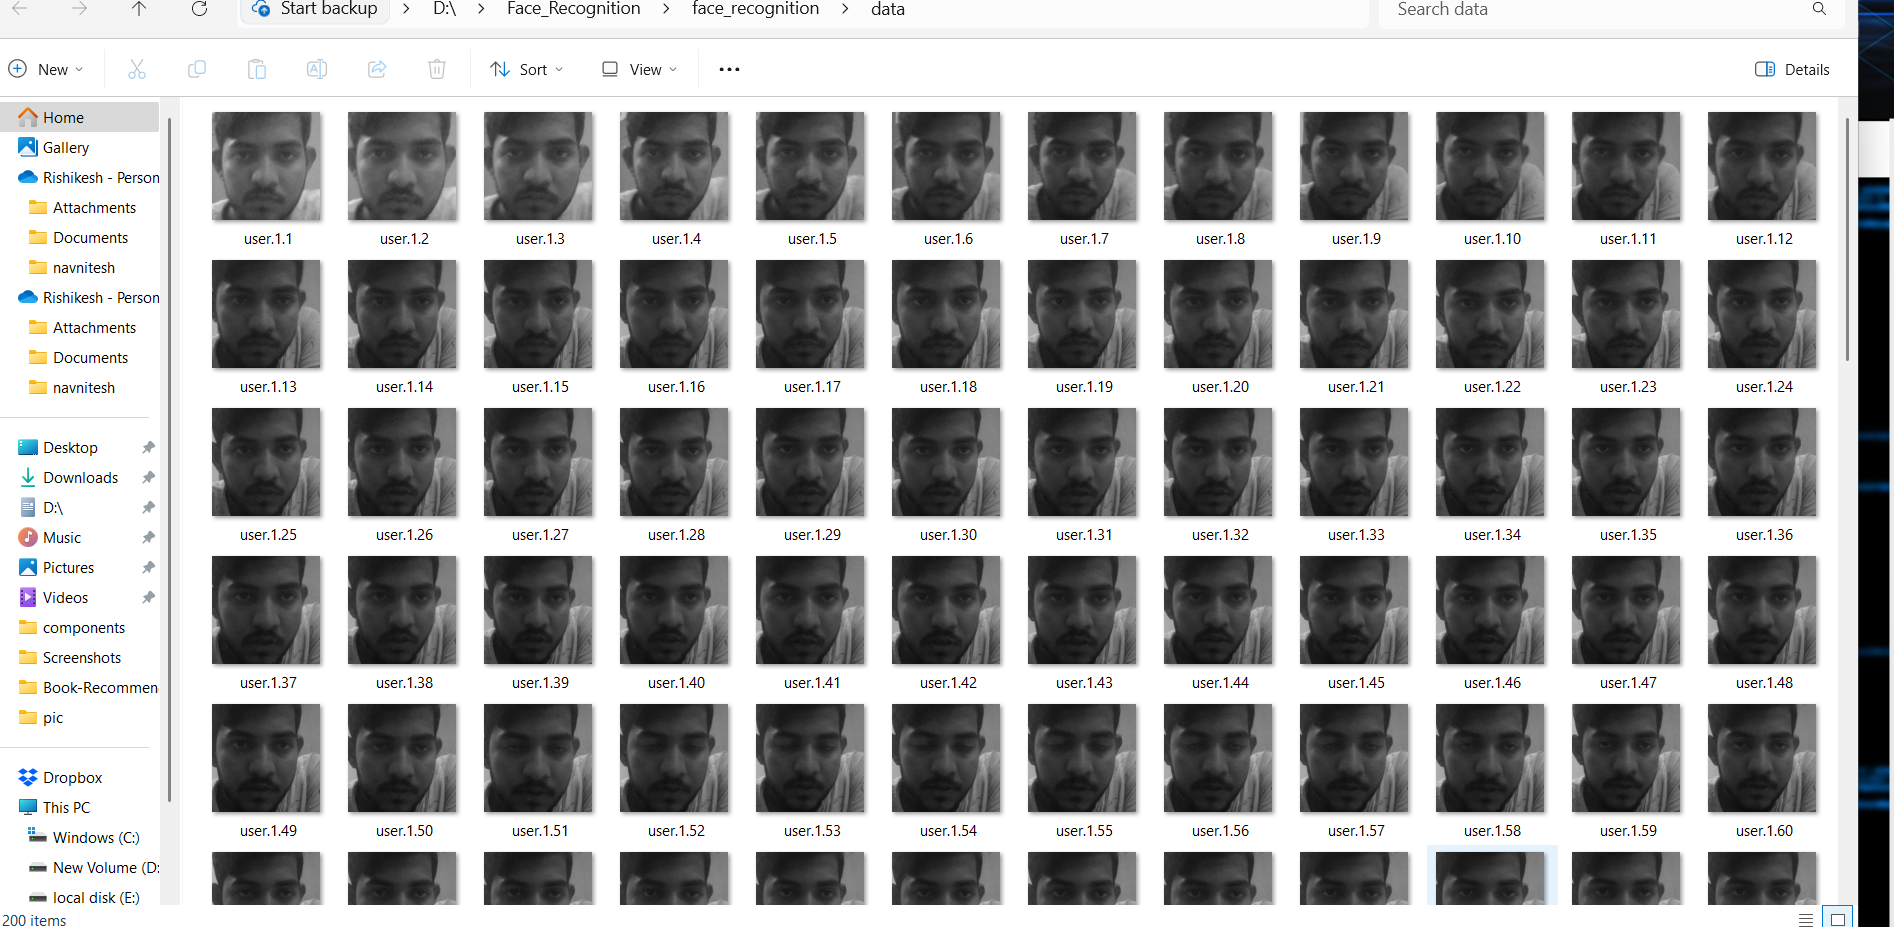 Start backup > D:\ > Face_Recognition > face_recognition > data
Search data
New
Sort
View
Details
Home
Gallery
Rishikesh - Person
Attachments
Documents
navnitesh
Rishikesh - Person
Attachments
Documents
navnitesh
Desktop
Downloads
D:\
Music
Pictures
Videos
components
Screenshots
Book-Recommen
pic
Dropbox
This PC
Windows (C:)
New Volume (D:
local disk (E:)
user.1.1 user.1.2 user.1.3 user.1.4 user.1.5 user.1.6 user.1.7 user.1.8 user.1.9 user.1.10 user.1.11 user.1.12
user.1.13 user.1.14 user.1.15 user.1.16 user.1.17 user.1.18 user.1.19 user.1.20 user.1.21 user.1.22 user.1.23 user.1.24
user.1.25 user.1.26 user.1.27 user.1.28 user.1.29 user.1.30 user.1.31 user.1.32 user.1.33 user.1.34 user.1.35 user.1.36
user.1.37 user.1.38 user.1.39 user.1.40 user.1.41 user.1.42 user.1.43 user.1.44 user.1.45 user.1.46 user.1.47 user.1.48
user.1.49 user.1.50 user.1.51 user.1.52 user.1.53 user.1.54 user.1.55 user.1.56 user.1.57 user.1.58 user.1.59 user.1.60
200 items